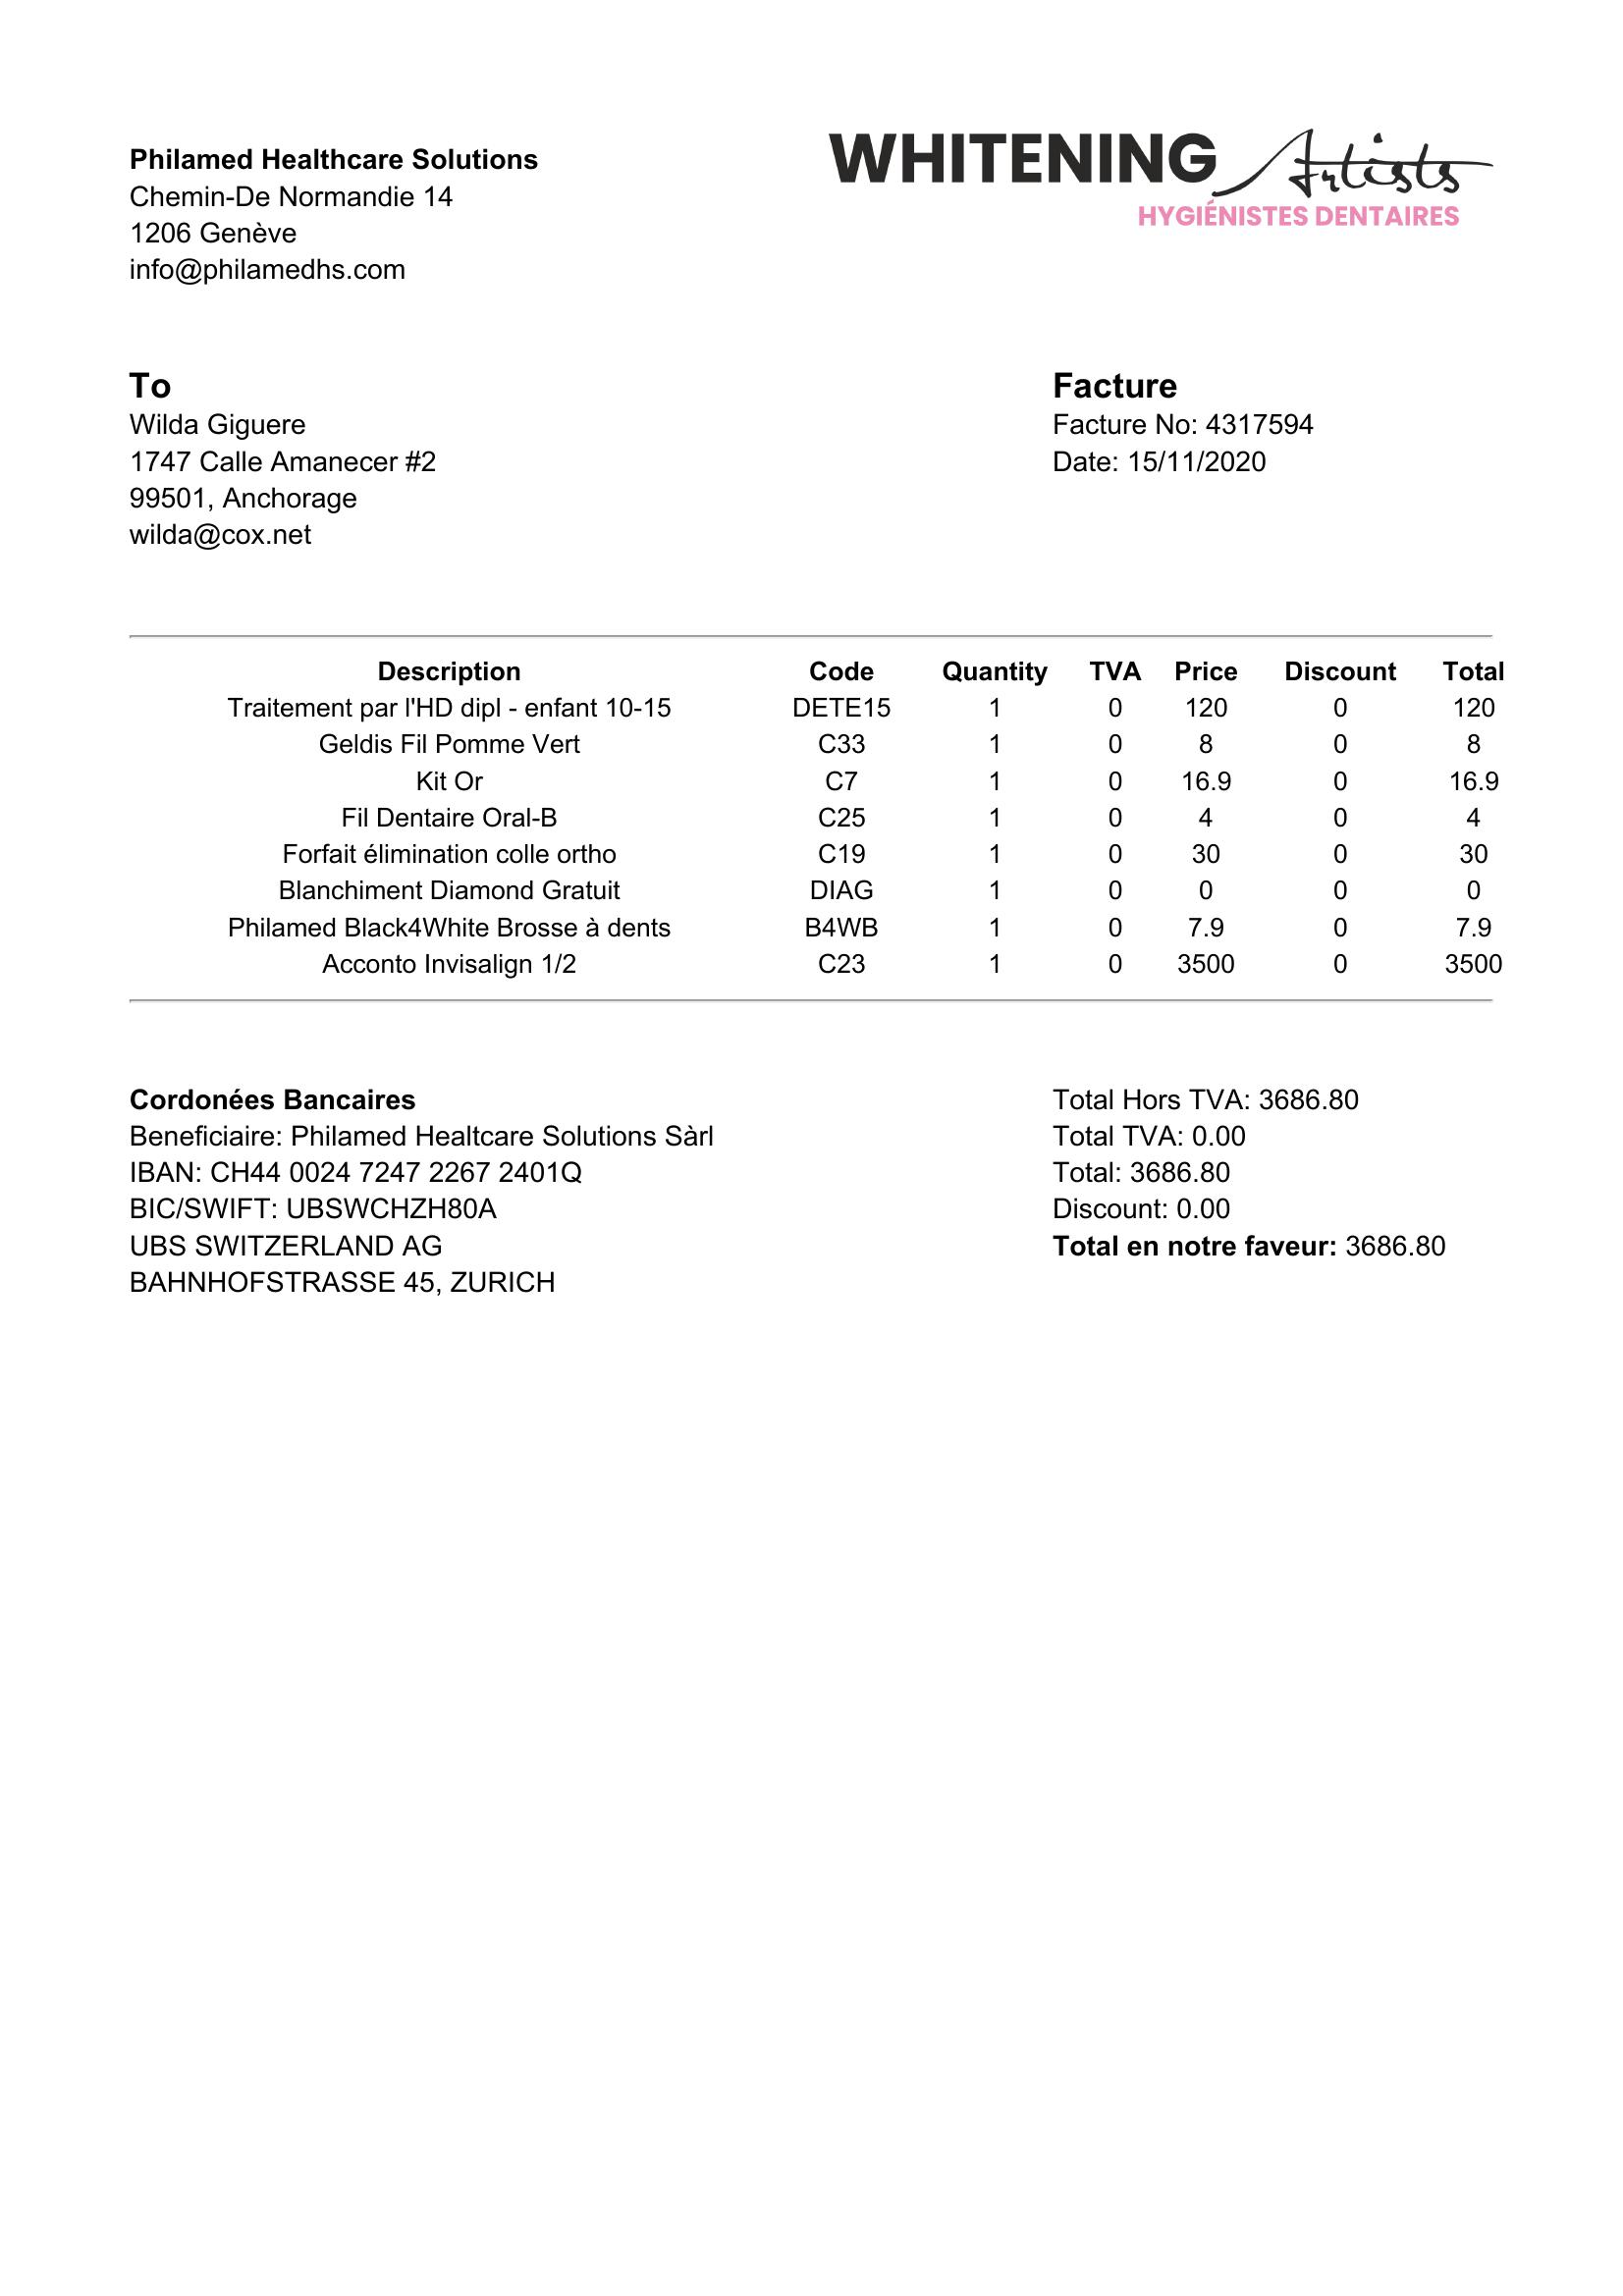 Philamed Healthcare Solutions
Chemin-De Normandie 14
1206 Genève
info@philamedhs.com
WHITENING Artists
HYGIÉNISTES DENTAIRES
To
Wilda Giguere
1747 Calle Amanecer #2
99501, Anchorage
wilda@cox.net
Facture
Facture No: 4317594
Date: 15/11/2020
Description Code Quantity TVA Price Discount Total
Traitement par l'HD dipl - enfant 10-15 DETE15 1 0 120 0 120
Geldis Fil Pomme Vert C33 1 0 8 0 8
Kit Or C7 1 0 16.9 0 16.9
Fil Dentaire Oral-B C25 1 0 4 0 4
Forfait élimination colle ortho C19 1 0 30 0 30
Blanchiment Diamond Gratuit DIAG 1 0 0 0 0
Philamed Black4White Brosse à dents B4WB 1 0 7.9 0 7.9
Acconto Invisalign 1/2 C23 1 0 3500 0 3500
Cordonées Bancaires
Beneficiaire: Philamed Healtcare Solutions Sàrl
IBAN: CH44 0024 7247 2267 2401Q
BIC/SWIFT: UBSWCHZH80A
UBS SWITZERLAND AG
BAHNHOFSTRASSE 45, ZURICH
Total Hors TVA: 3686.80
Total TVA: 0.00
Total: 3686.80
Discount: 0.00
Total en notre faveur: 3686.80